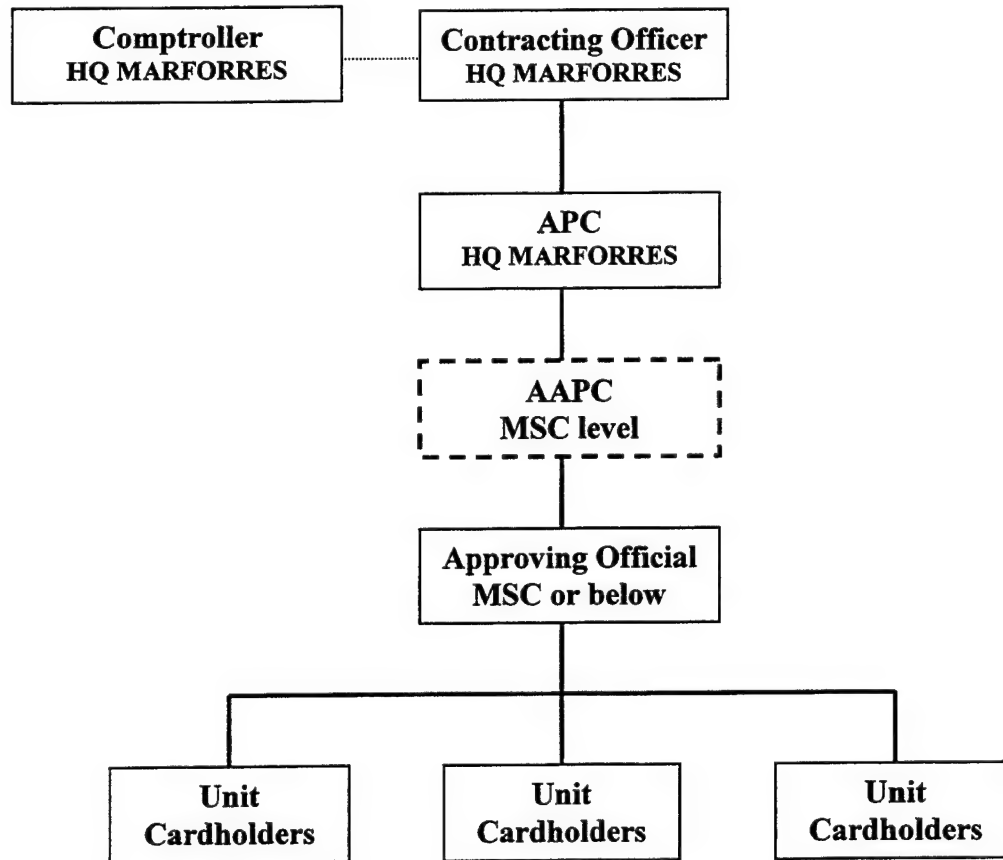 Comptroller
HQ MARFORRES
Contracting Officer
HQ MARFORRES
APC
HQ MARFORRES
AAPC
MSC level
Approving Official
MSC or below
Unit
Cardholders
Unit
Cardholders
Unit
Cardholders